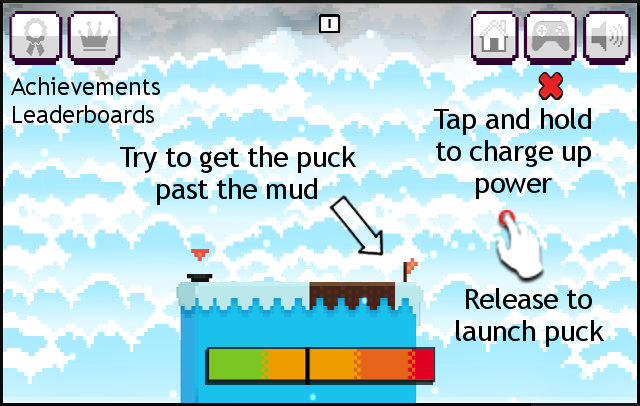 I
Achievements
Leaderboards
Tap and hold
to charge up
power
Try to get the puck
past the mud
Release to
launch puck